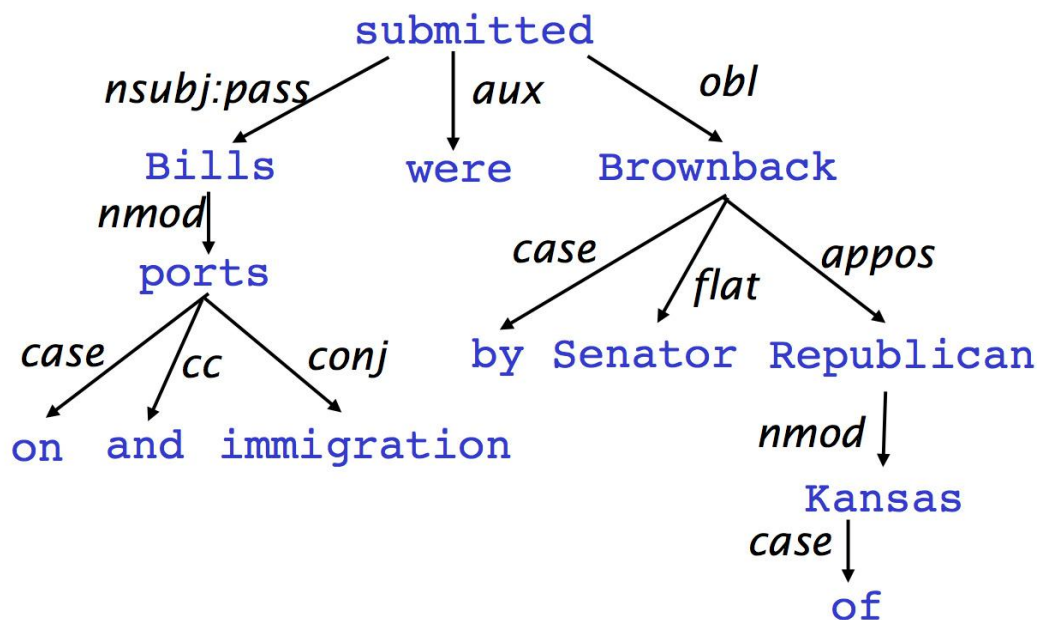 submitted
nsubj:pass aux obl
Bills were Brownback
nmod case flat appos
ports
case cc conj
by Senator Republican
on and immigration
nmod
Kansas
case
of